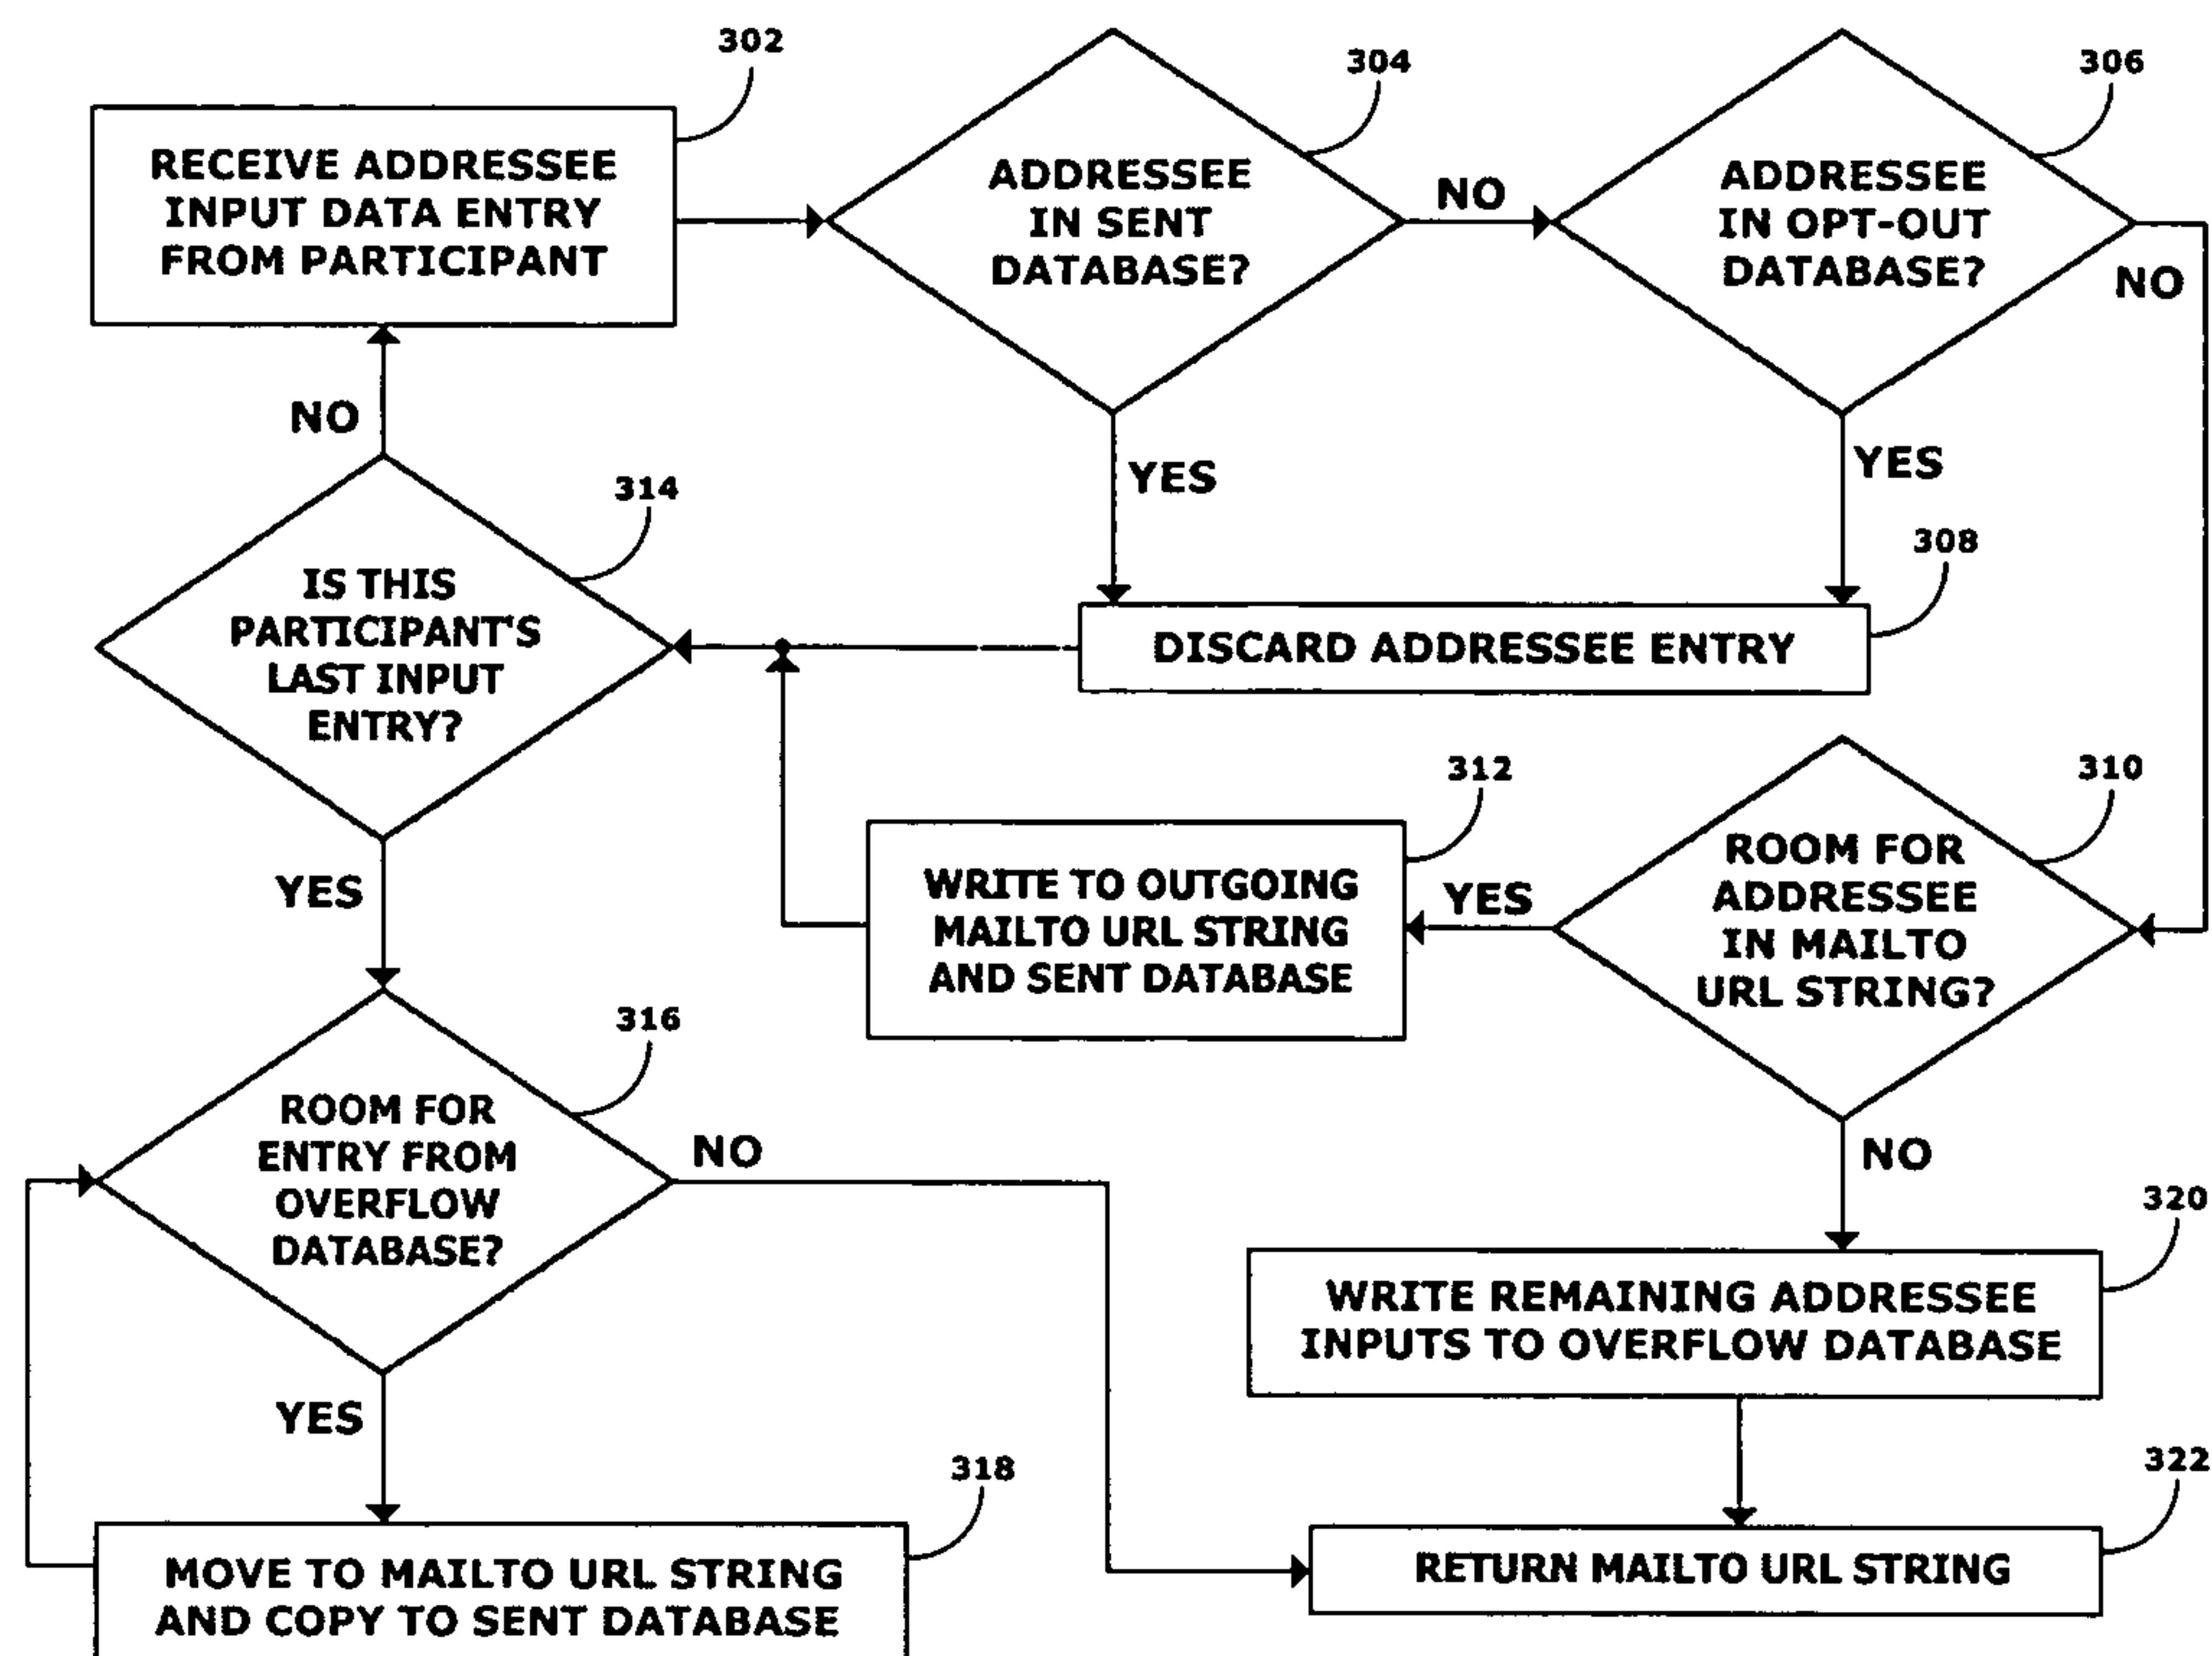 302
RECEIVE ADDRESSEE
INPUT DATA ENTRY
FROM PARTICIPANT
304
ADDRESSEE
IN SENT
DATABASE?
NO
306
ADDRESSEE
IN OPT-OUT
DATABASE?
NO
YES
YES
308
DISCARD ADDRESSEE ENTRY
NO
314
IS THIS
PARTICIPANT'S
LAST INPUT
ENTRY?
YES
310
ROOM FOR
ADDRESSEE
IN MAILTO
URL STRING?
YES
312
WRITE TO OUTGOING
MAILTO URL STRING
AND SENT DATABASE
NO
316
ROOM FOR
ENTRY FROM
OVERFLOW
DATABASE?
NO
YES
318
MOVE TO MAILTO URL STRING
AND COPY TO SENT DATABASE
320
WRITE REMAINING ADDRESSEE
INPUTS TO OVERFLOW DATABASE
322
RETURN MAILTO URL STRING